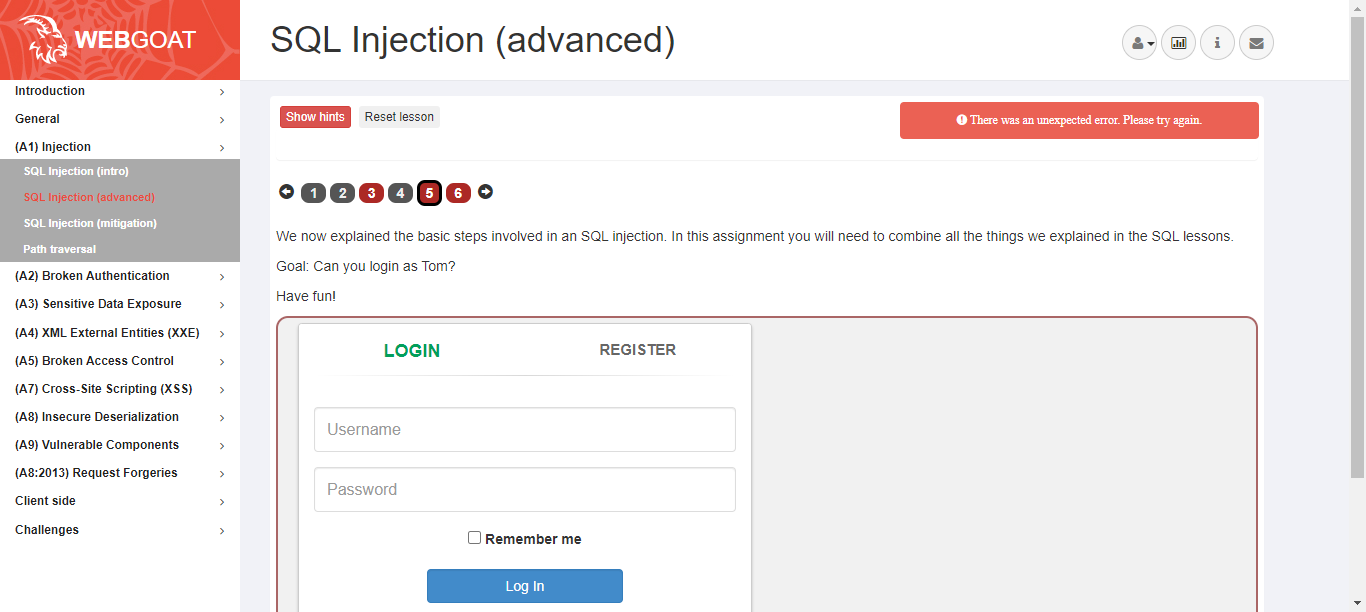 WEBGOAT
SQL Injection (advanced)
Introduction
General
(A1) Injection
SQL Injection (intro)
SQL Injection (advanced)
SQL Injection (mitigation)
Path traversal
(A2) Broken Authentication
(A3) Sensitive Data Exposure
(A4) XML External Entities (XXE)
(A5) Broken Access Control
(A7) Cross-Site Scripting (XSS)
(A8) Insecure Deserialization
(A9) Vulnerable Components
(A8:2013) Request Forgeries
Client side
Challenges
Show hints Reset lesson
There was an unexpected error. Please try again.
1 2 3 4 5 6
We now explained the basic steps involved in an SQL injection. In this assignment you will need to combine all the things we explained in the SQL lessons.
Goal: Can you login as Tom?
Have fun!
LOGIN REGISTER
Username
Password
Remember me
Log In